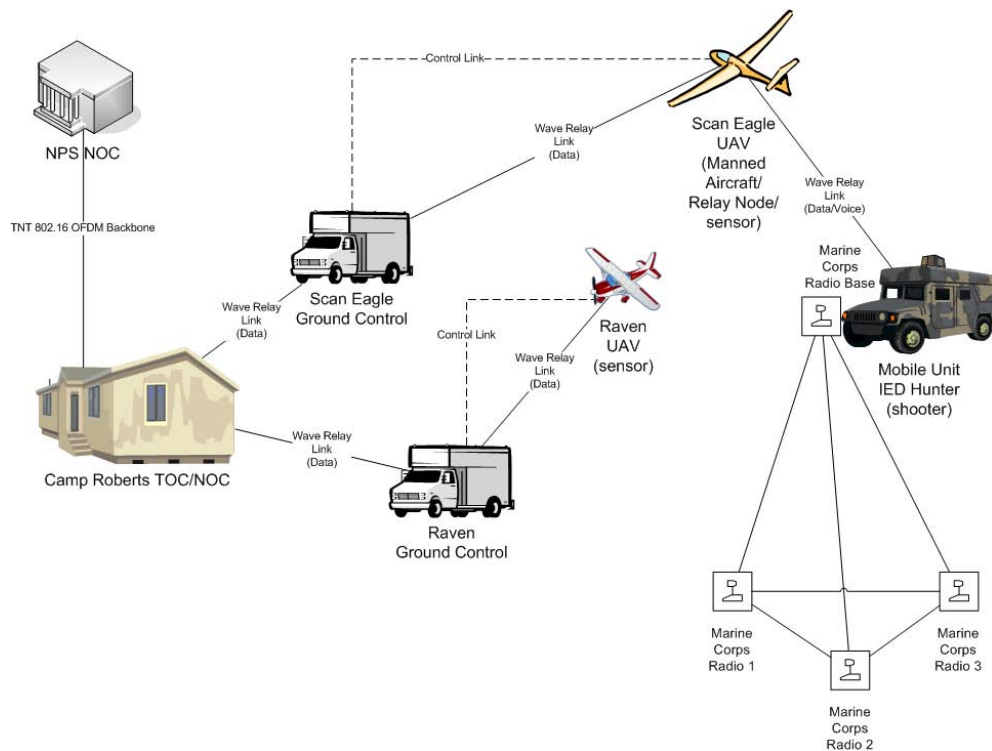 Control Link
Wave Relay
Link
(Data)
Scan Eagle
UAV
(Manned
Aircraft/
Relay Node/
sensor)
NPS NOC
Wave Relay
Link
(Data/Voice)
TNT 802.16 OFDM Backbone
Marine
Corps
Radio Base
Scan Eagle
Ground Control
Wave Relay
Link
(Data)
Raven
UAV
(sensor)
Control Link
Wave Relay
Link
(Data)
Mobile Unit
IED Hunter
(shooter)
Wave Relay
Link
(Data)
Camp Roberts TOC/NOC
Raven
Ground Control
Marine
Corps
Radio 1
Marine
Corps
Radio 3
Marine
Corps
Radio 2